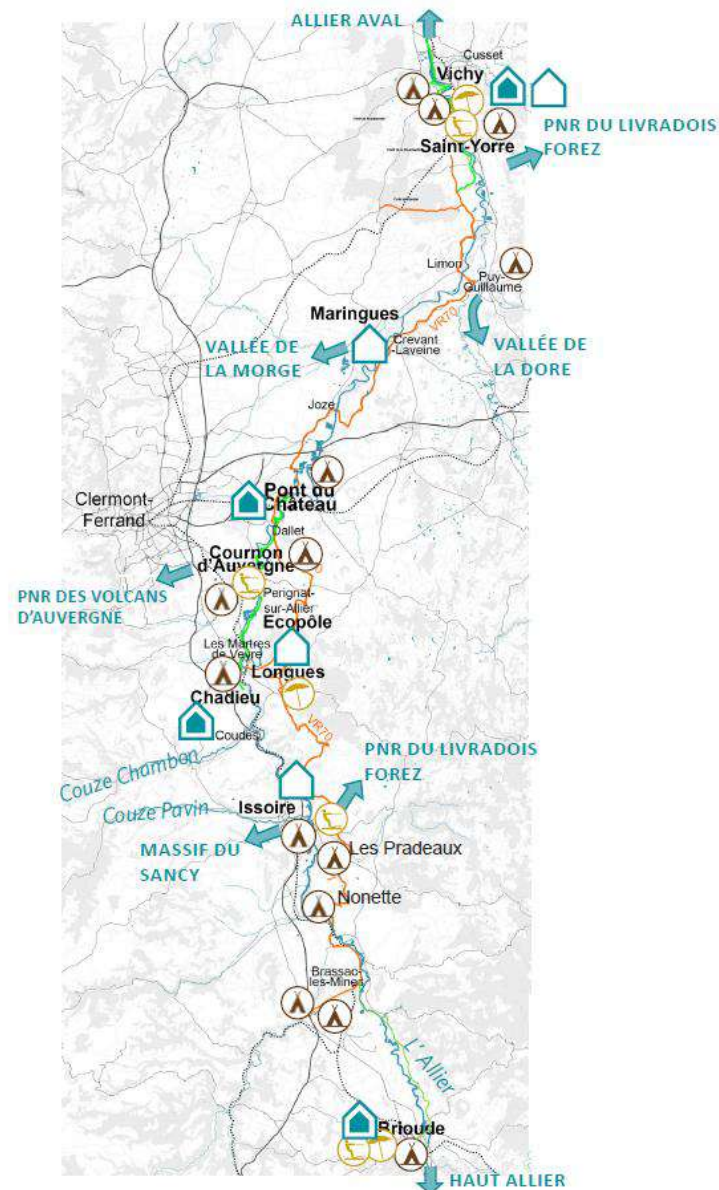 ALLIER AVAL
Cusset
Vichy
Saint-Yorre
PNR DU LIVRADOIS
FOREZ
Limon
Puy-
Guillaume
Maringues
VR70
VALLÉE DE
LA MORGE
Crevant
-Laveine
VALLÉE DE
LA DORE
Joze
Clermont-
Ferrand
Pont du
Château
Dallet
Cournon
d'Auvergne
PNR DES VOLCANS
D'AUVERGNE
Perignat-
sur-Allier
Ecopôle
Les Martres
de Veyre
Longues
Chadieu
VR70
Coudes
PNR DU LIVRADOIS
FOREZ
Couze Chambon
Couze Pavin
Issoire
MASSIF DU
SANCY
Les Pradeaux
Nonette
Brassac-
les-Mines
L'Allier
Brioude
HAUT ALLIER